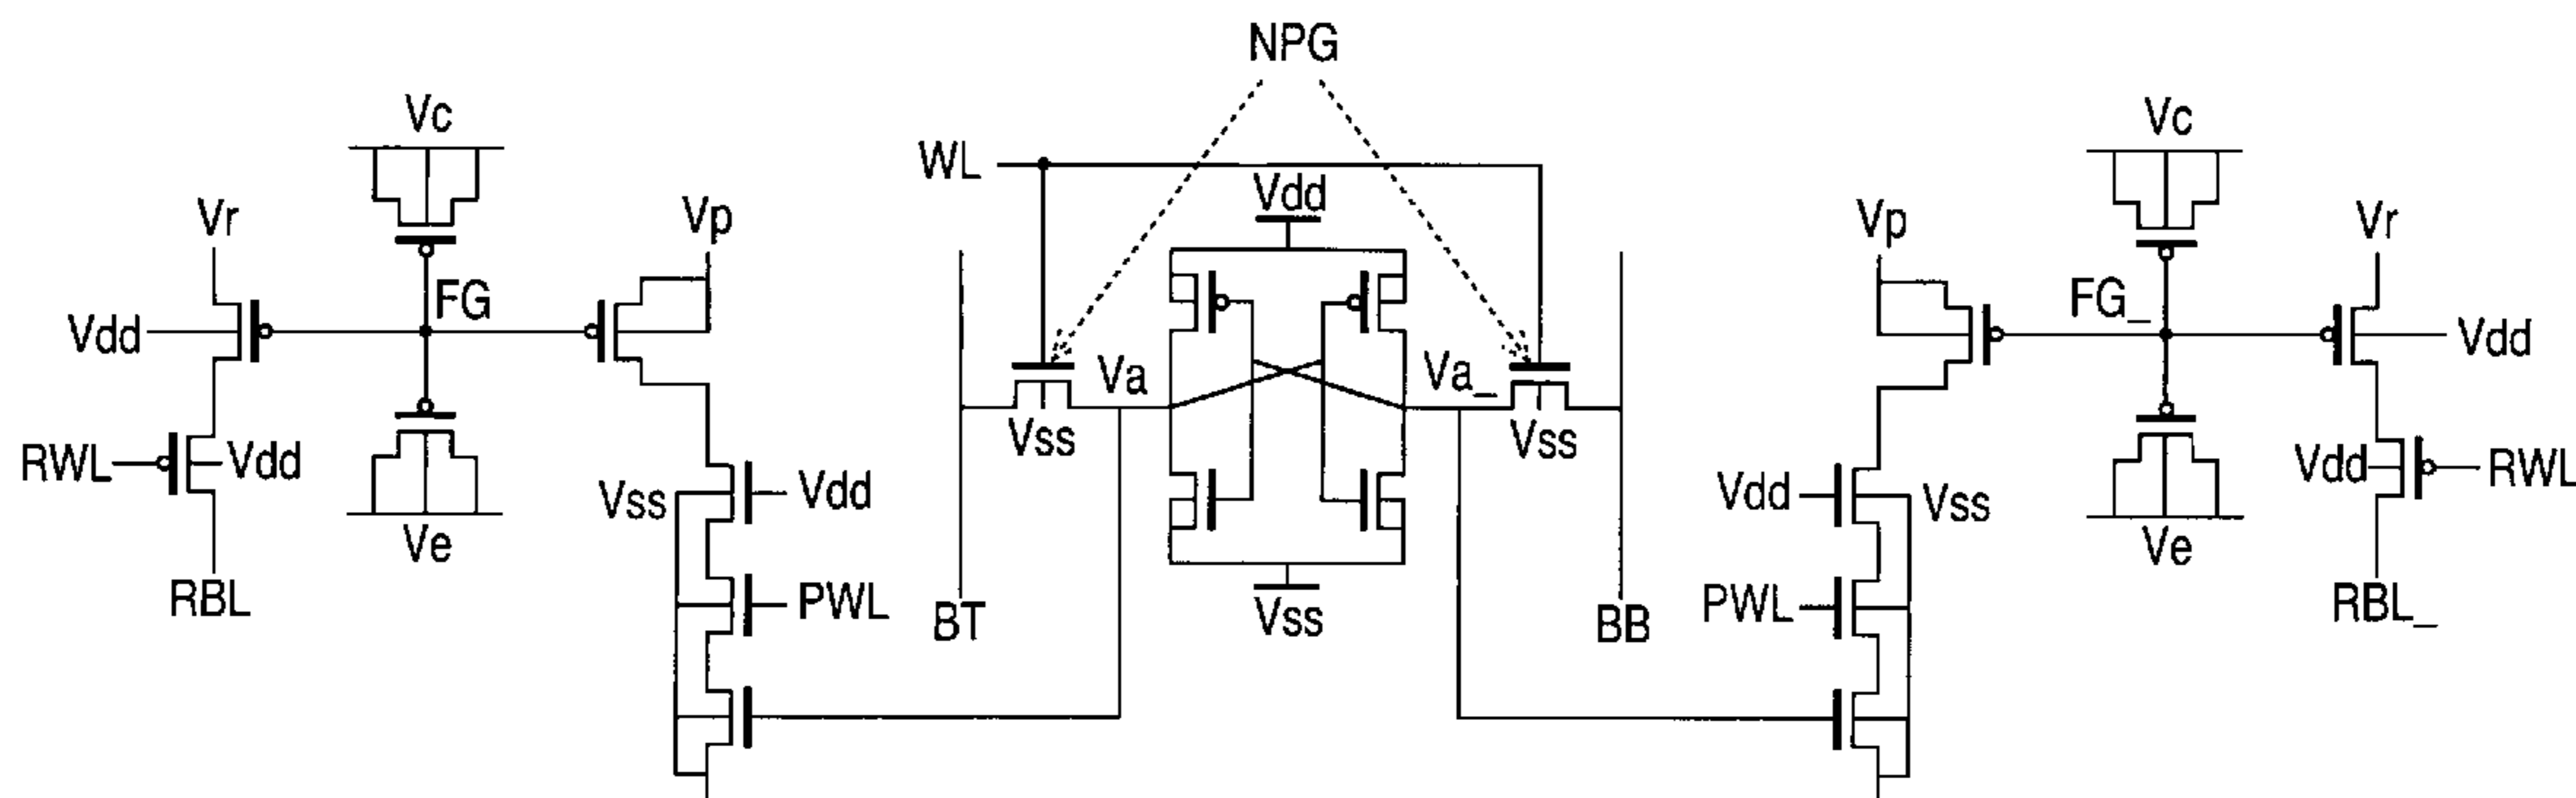 NPG
Vc
Vc
WL
Vdd
Vr
Vp
Vp
Vr
FG
FG_
Vdd
Vdd
Va
Va_
Vss
Vss
RWL
Vdd
Vdd
RWL
Vss
Vdd
Vdd
Vss
Ve
Ve
RBL
PWL
BT
Vss
BB
PWL
RBL_